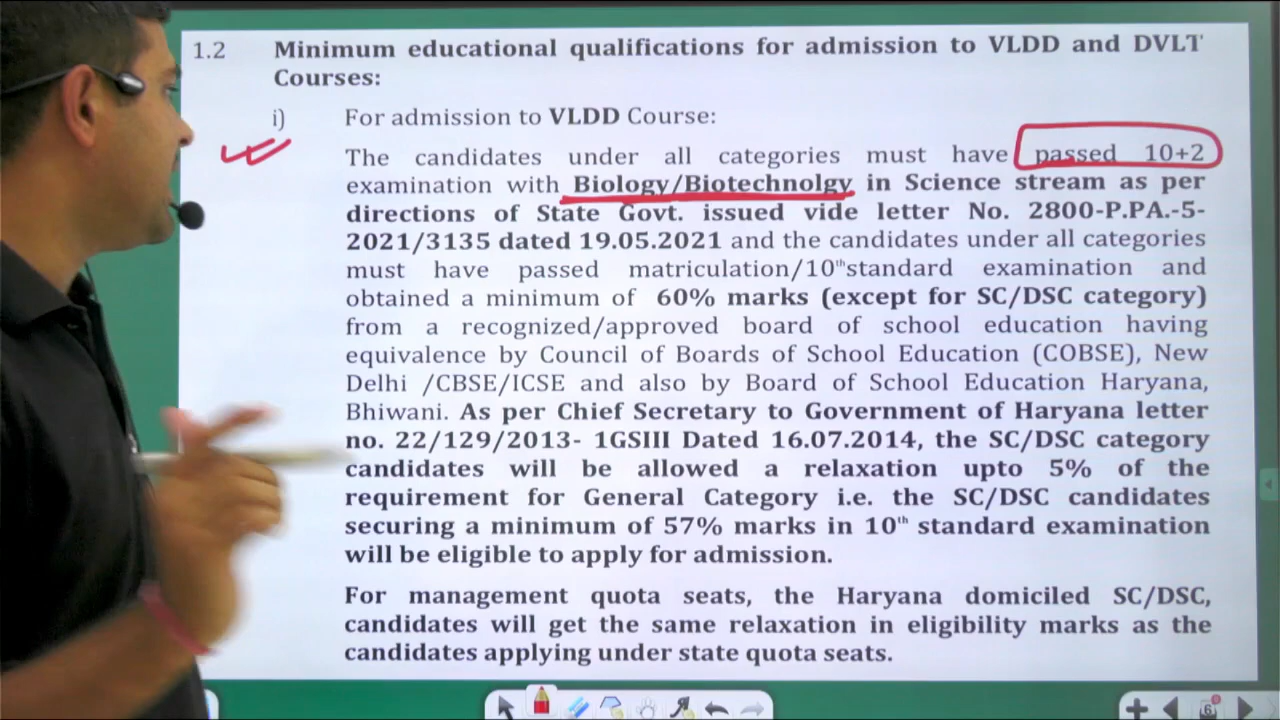 1.2 Minimum educational qualifications for admission to VLDD and DVLT
Courses:
i) For admission to VLDD Course:
The candidates under all categories must have passed 10+2
examination with Biology/Biotechnolgy in Science stream as per
directions of State Govt. issued vide letter No. 2800-P.PA.-5-
2021/3135 dated 19.05.2021 and the candidates under all categories
must have passed matriculation/10th standard examination and
obtained a minimum of 60% marks (except for SC/DSC category)
from a recognized/approved board of school education having
equivalence by Council of Boards of School Education (COBSE), New
Delhi /CBSE/ICSE and also by Board of School Education Haryana,
Bhiwani. As per Chief Secretary to Government of Haryana letter
no. 22/129/2013- 1GSIII Dated 16.07.2014, the SC/DSC category
candidates will be allowed a relaxation upto 5% of the
requirement for General Category i.e. the SC/DSC candidates
securing a minimum of 57% marks in 10th standard examination
will be eligible to apply for admission.
For management quota seats, the Haryana domiciled SC/DSC,
candidates will get the same relaxation in eligibility marks as the
candidates applying under state quota seats.
6